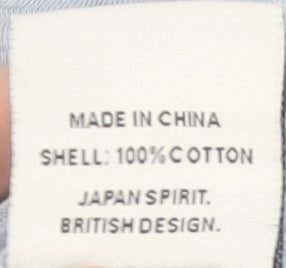 MADE IN CHINA
SHELL: 100% COTTON
JAPAN SPIRIT.
BRITISH DESIGN.